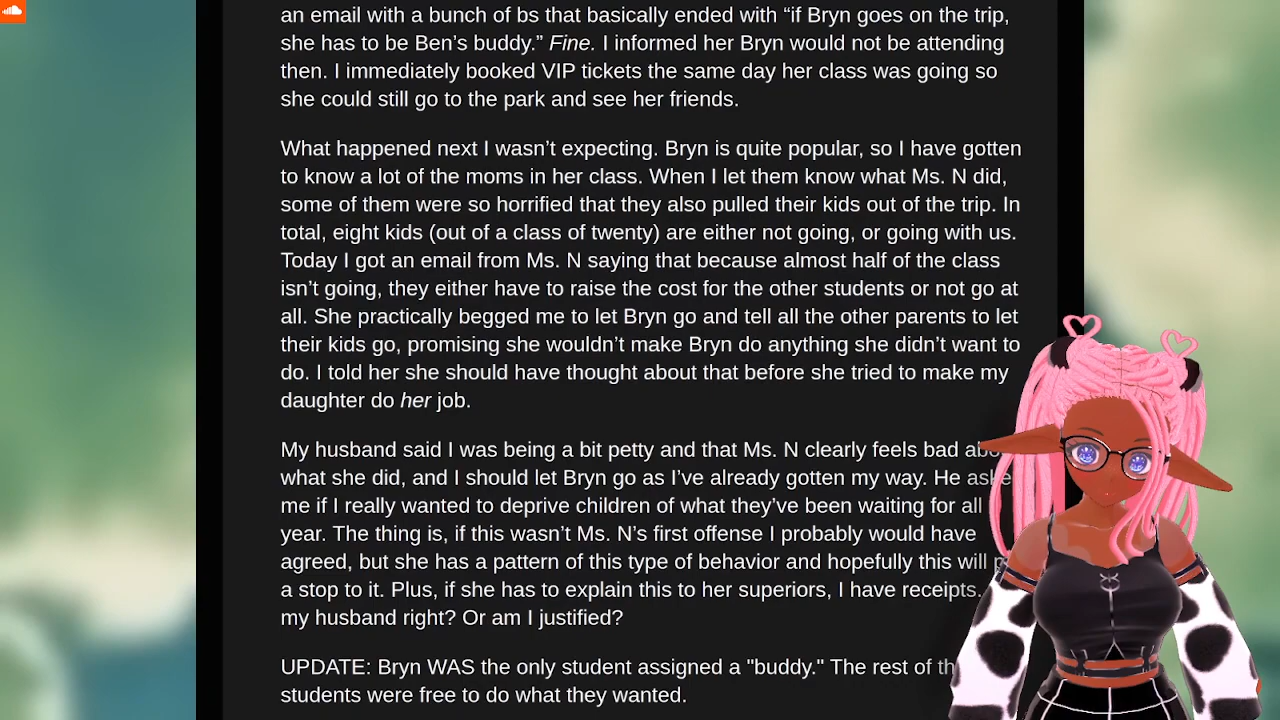 an email with a bunch of bs that basically ended with “if Bryn goes on the trip,
she has to be Ben’s buddy.” Fine. I informed her Bryn would not be attending
then. I immediately booked VIP tickets the same day her class was going so
she could still go to the park and see her friends.
What happened next I wasn’t expecting. Bryn is quite popular, so I have gotten
to know a lot of the moms in her class. When I let them know what Ms. N did,
some of them were so horrified that they also pulled their kids out of the trip. In
total, eight kids (out of a class of twenty) are either not going, or going with us.
Today I got an email from Ms. N saying that because almost half of the class
isn’t going, they either have to raise the cost for the other students or not go at
all. She practically begged me to let Bryn go and tell all the other parents to let
their kids go, promising she wouldn’t make Bryn do anything she didn’t want to
do. I told her she should have thought about that before she tried to make my
daughter do her job.
My husband said I was being a bit petty and that Ms. N clearly feels bad
what she did, and I should let Bryn go as I’ve already gotten my way. He
me if I really wanted to deprive children of what they’ve been waiting for all
year. The thing is, if this wasn’t Ms. N’s first offense I probably would have
agreed, but she has a pattern of this type of behavior and hopefully this will
a stop to it. Plus, if she has to explain this to her superiors, I have receipts.
my husband right? Or am I justified?
UPDATE: Bryn WAS the only student assigned a "buddy." The rest of
students were free to do what they wanted.